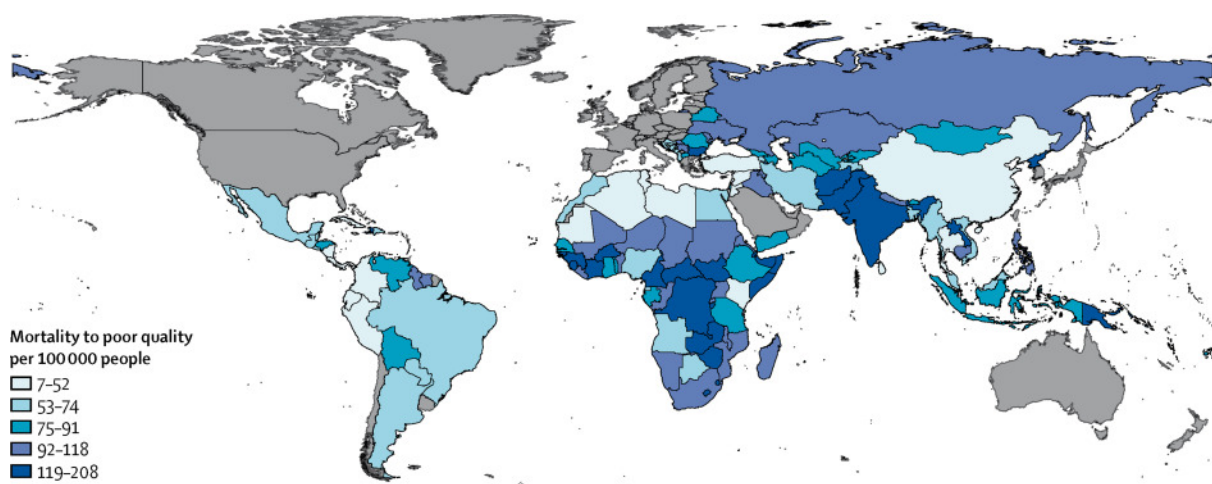 Mortality to poor quality
per 100 000 people
7–52
53–74
75–91
92–118
119–208